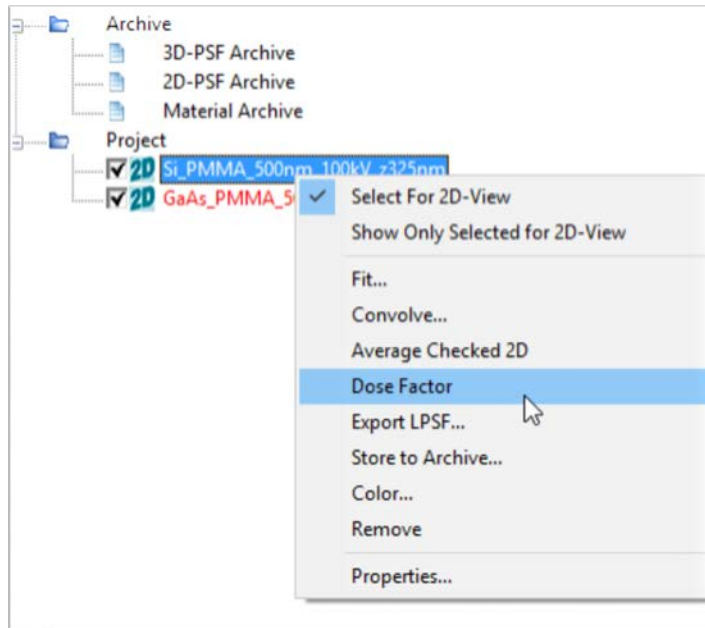 Archive
3D-PSF Archive
2D-PSF Archive
Material Archive
Project
2D Si_PMMA_500nm_100kV_z325nm
2D GaAs_PMMA_5
Select For 2D-View
Show Only Selected for 2D-View
Fit...
Convolve...
Average Checked 2D
Dose Factor
Export LPSF...
Store to Archive...
Color...
Remove
Properties...